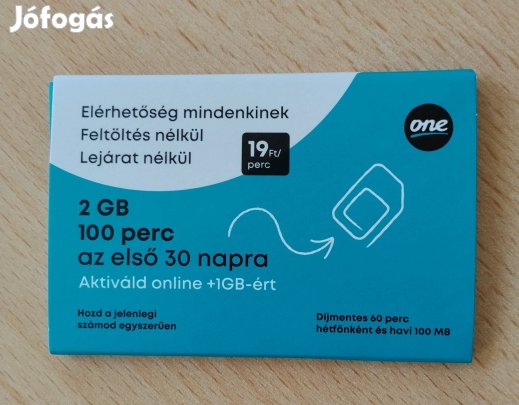 Jófogás
Elérhetőség mindenkinek
Feltöltés nélkül
Lejárat nélkül
19 Ft/
perc
one
2 GB
100 perc
az első 30 napra
Aktiváld online +1GB-ért
Hozd a jelenlegi
számod egyszerűen
Díjmentes 60 perc
hétfőnként és havi 100 MB